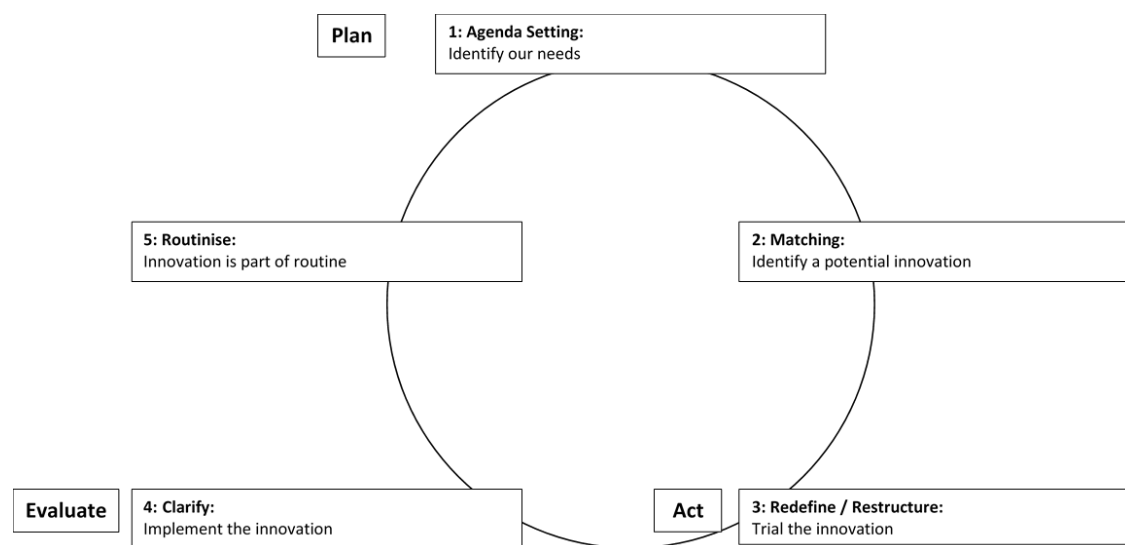 Plan
1: Agenda Setting:
Identify our needs
5: Routinise:
Innovation is part of routine
2: Matching:
Identify a potential innovation
Evaluate
4: Clarify:
Implement the innovation
Act
3: Redefine / Restructure:
Trial the innovation